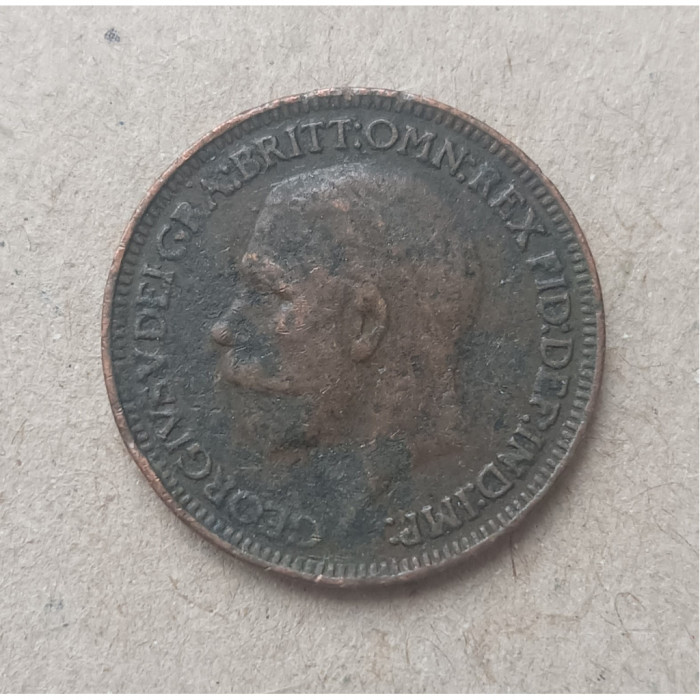 GEORGIVS V DEI GRA: BRITT: OMN: REX FID: DEF: IND: IMP: